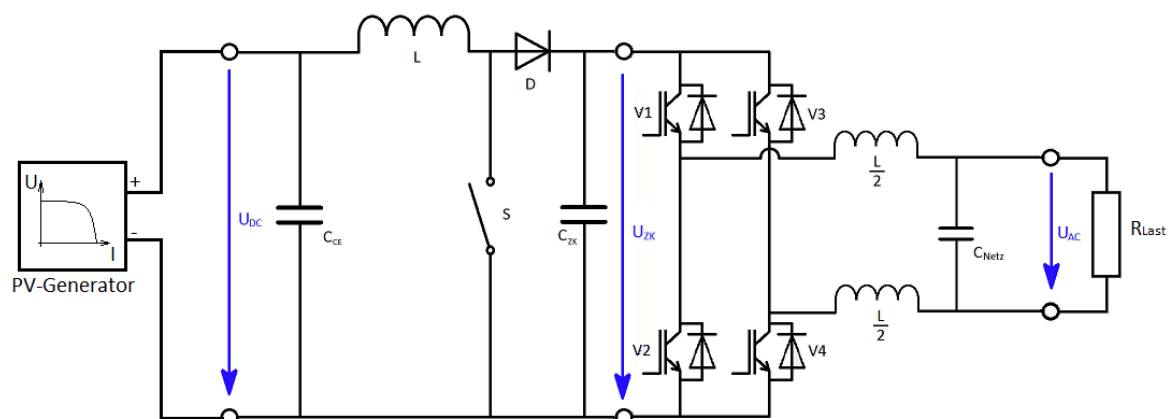 L
D
V1
V3
L
2
U
+
U_DC
C_CE
S
C_ZK
U_ZK
C_Netz
U_AC
R_Last
-
I
PV-Generator
L
2
V2
V4